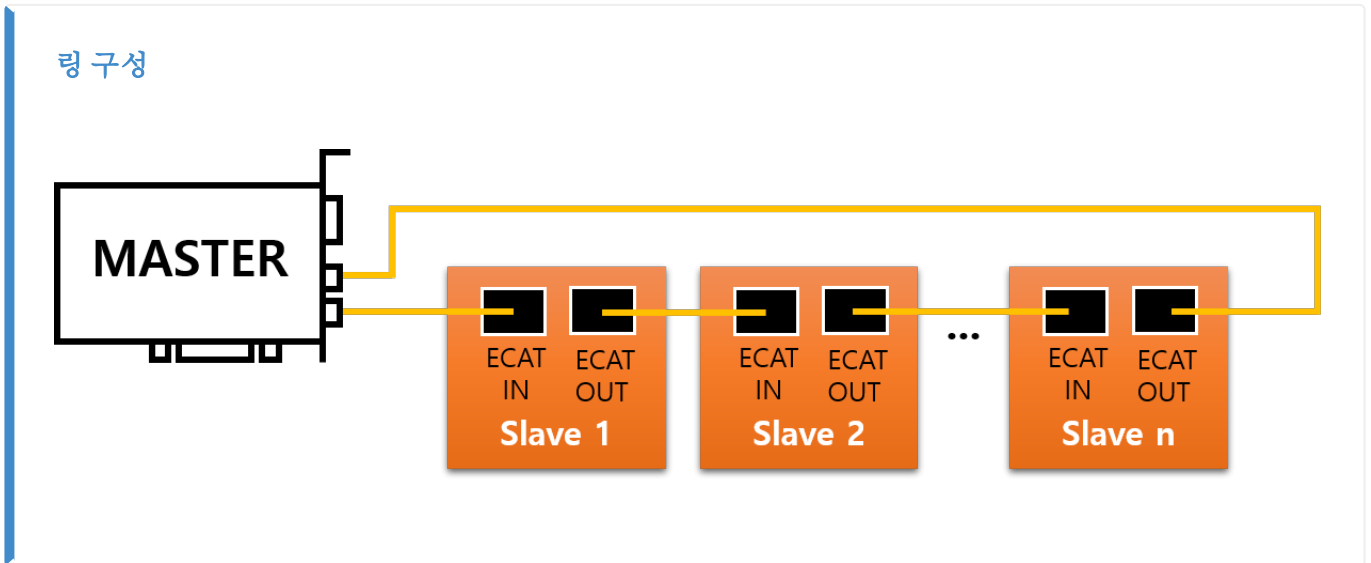 링 구성
MASTER
ECAT
IN
ECAT
OUT
Slave 1
ECAT
IN
ECAT
OUT
Slave 2
...
ECAT
IN
ECAT
OUT
Slave n